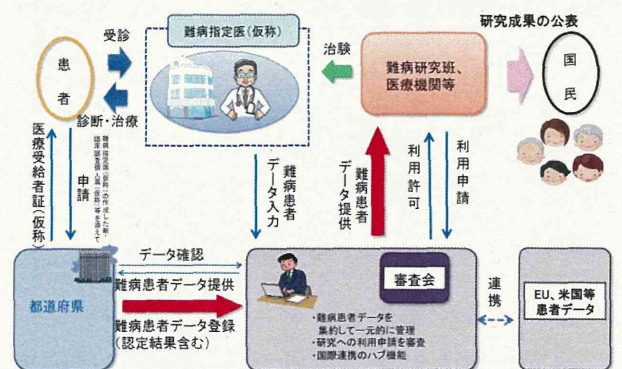 研究成果の公表
難病指定医(仮称)
受診
患者
診断・治療
治験
難病研究班、
医療機関等
国民
医療受給者証(仮称)
申請
難病患者
データ入力
難病患者
データ提供
利用許可
利用申請
都道府県
データ確認
難病患者データ提供
難病患者データ登録
(認定結果含む)
審査会
・難病患者データを
集約して一元的に管理
・研究への利用申請を審査
・国際連携のハブ機能
連携
EU、米国等
患者データ